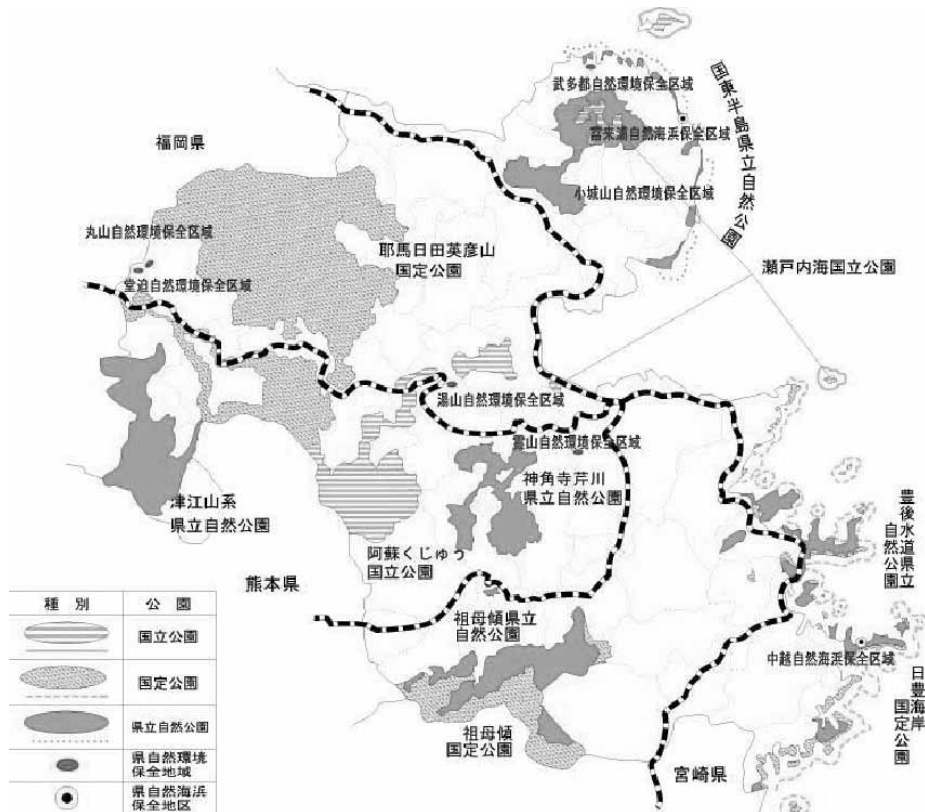 武多都自然環境保全区域
国東半島県立自然公園
富来浦自然海浜保全区域
福岡県
小城山自然環境保全区域
丸山自然環境保全区域
耶馬日田英彦山
国定公園
瀬戸内海国立公園
堂迫自然環境保全区域
湯山自然環境保全区域
霊山自然環境保全区域
神角寺芹川
県立自然公園
津江山系
県立自然公園
豊後水道県立
自然公園
阿蘇くじゅう
国立公園
熊本県
祖母傾県立
自然公園
中越自然海浜保全区域
日豊海岸
国定公園
祖母傾
国定公園
宮崎県
種別 公園
国立公園
国定公園
県立自然公園
県自然環境
保全地域
県自然海浜
保全地区